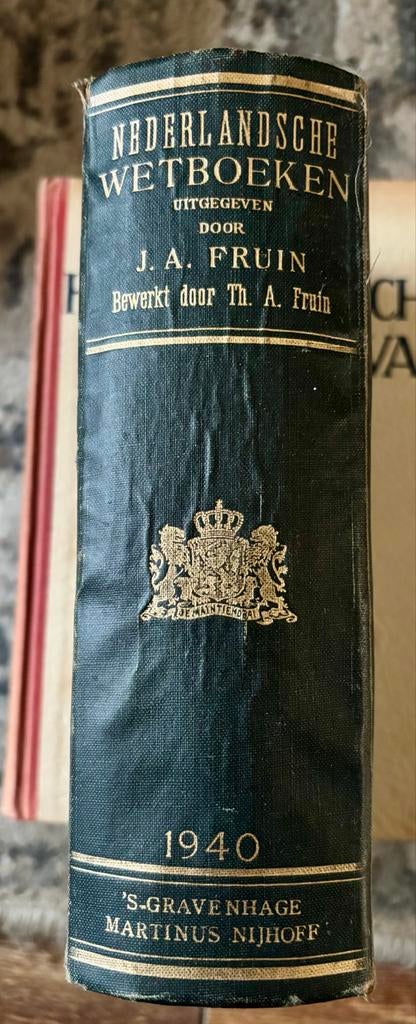 NEDERLANDSCHE
WETBOEKEN
UITGEGEVEN
DOOR
J. A. FRUIN
Bewerkt door Th. A. Fruin
JE MAINTIENDRAI
1940
'S-GRAVENHAGE
MARTINUS NIJHOFF